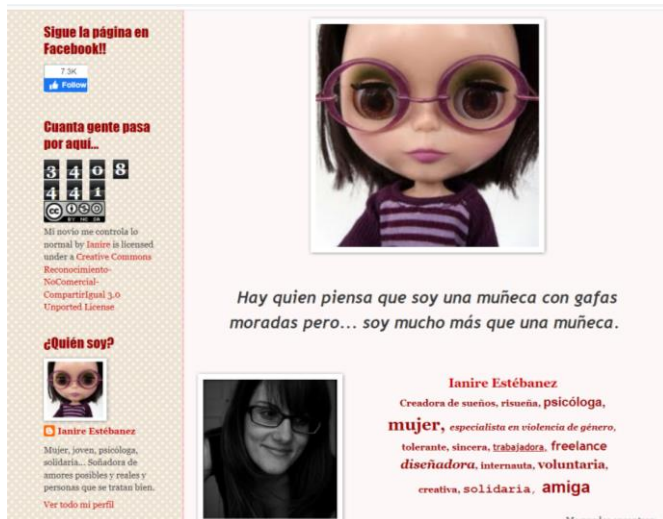 Sigue la página en
Facebook!!
7.3K
Follow
Cuanta gente pasa
por aquí...
3 4 0 8
4 4 1
CC
BY NC SA
Mi novio me controla lo
normal by Ianire is licensed
under a Creative Commons
Reconocimiento-
NoComercial-
CompartirIgual 3.0
Unported License
¿Quién soy?
Ianire Estébanez
Mujer, joven, psicóloga,
solidaria... Soñadora de
amores posibles y reales y
personas que se tratan bien.
Ver todo mi perfil
Hay quien piensa que soy una muñeca con gafas
moradas pero... soy mucho más que una muñeca.
Ianire Estébanez
Creadora de sueños, risueña, psicóloga,
mujer, especialista en violencia de género,
tolerante, sincera, trabajadora, freelance
diseñadora, internauta, voluntaria,
creativa, solidaria, amiga